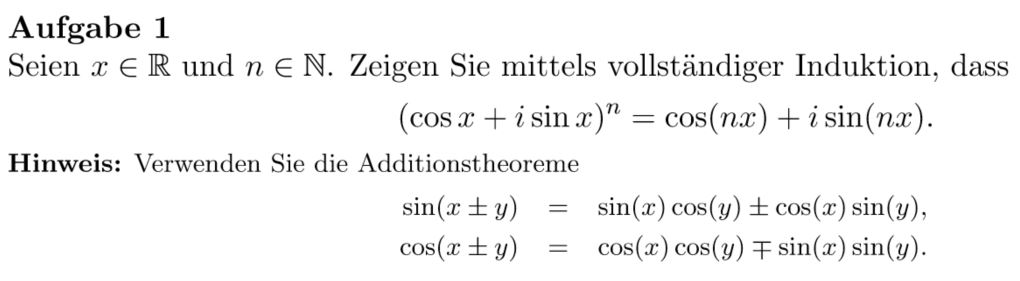 Aufgabe 1
Seien x ∈ ℝ und n ∈ ℕ. Zeigen Sie mittels vollständiger Induktion, dass
(cos x + i sin x)ⁿ = cos(nx) + i sin(nx).
Hinweis: Verwenden Sie die Additionstheoreme
sin(x ± y) = sin(x) cos(y) ± cos(x) sin(y),
cos(x ± y) = cos(x) cos(y) ∓ sin(x) sin(y).